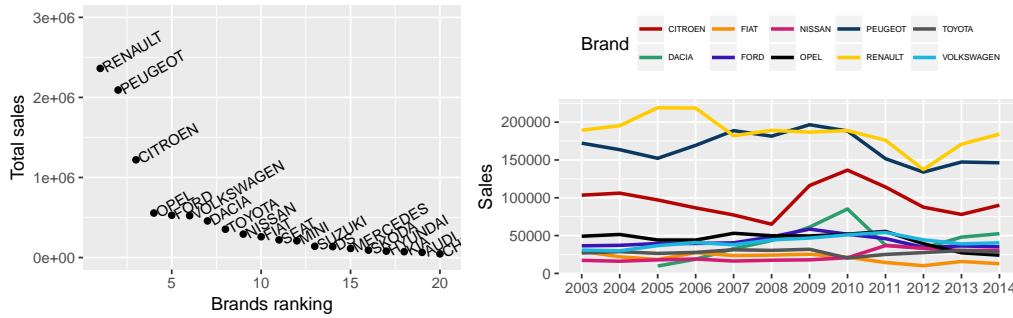 3e+06
2e+06
1e+06
0e+00
Total sales
RENAULT
PEUGEOT
CITROEN
OPEL
FORD
VOLKSWAGEN
DACIA
TOYOTA
NISSAN
FIAT
SEAT
MINI
SUZUKI
DS
MERCEDES
HYUNDAI
AUDI
5
10
15
20
Brands ranking
Brand
CITROEN
FIAT
NISSAN
PEUGEOT
TOYOTA
DACIA
FORD
OPEL
RENAULT
VOLKSWAGEN
200000
150000
100000
50000
0
Sales
2003 2004 2005 2006 2007 2008 2009 2010 2011 2012 2013 2014